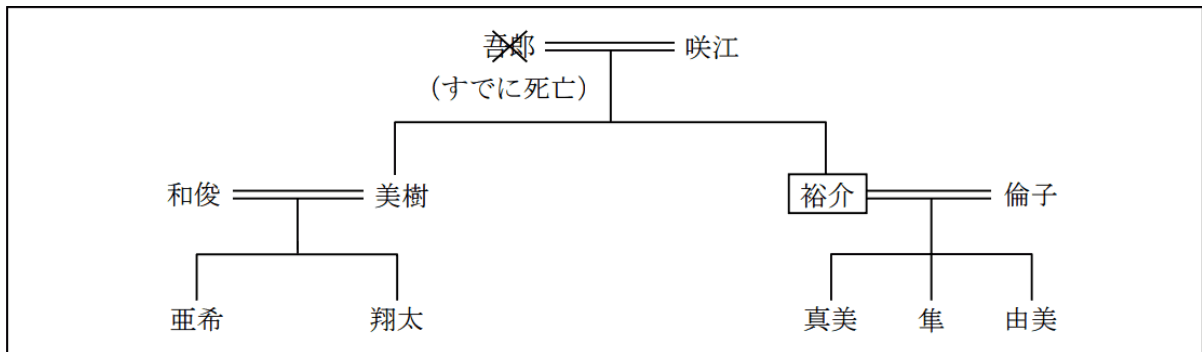 吾郎 咲江
(すでに死亡)
和俊 美樹 裕介 倫子
亜希 翔太 真美 隼 由美